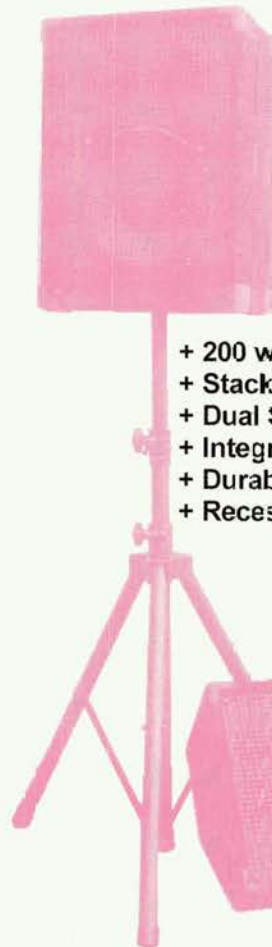 + 200 w
+ Stack
+ Dual S
+ Integr
+ Durab
+ Reces